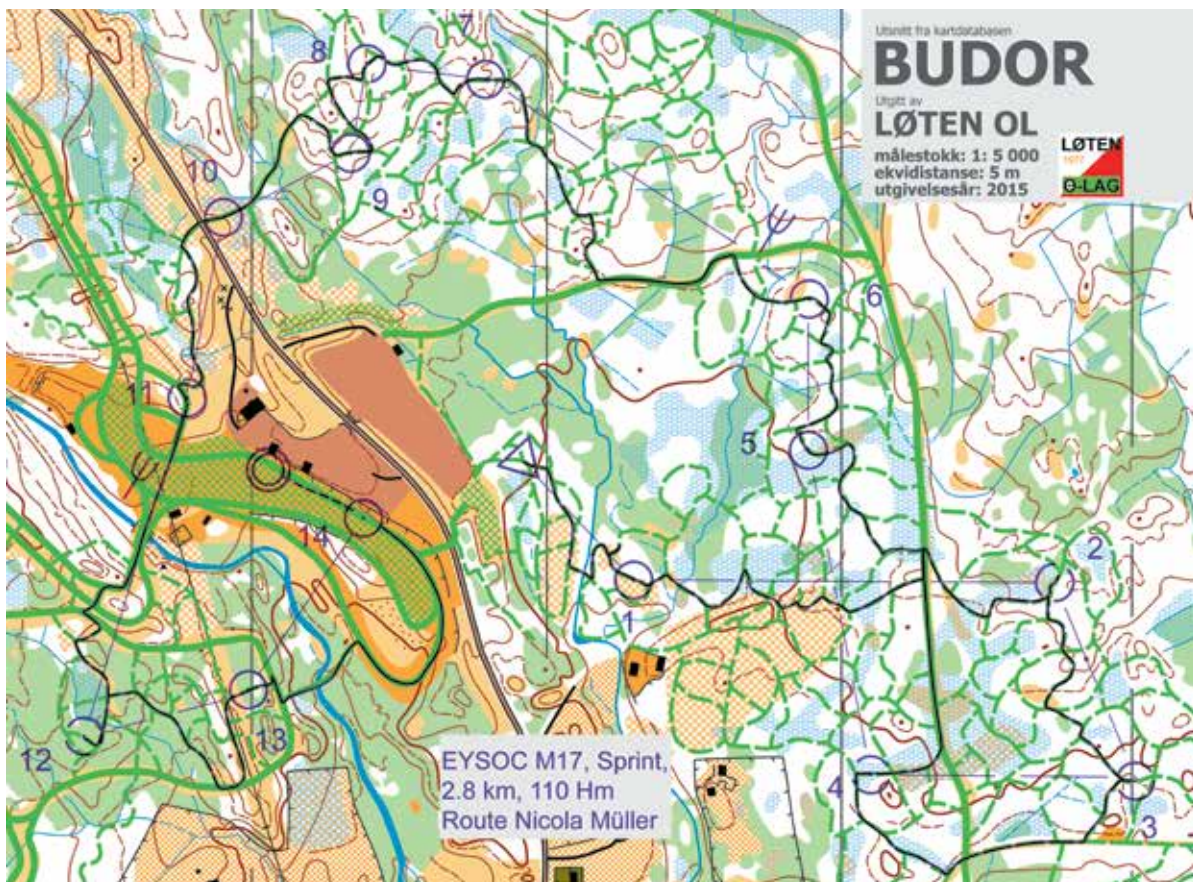 Utsnitt fra kartdatabasen
BUDOR
Utgitt av
LØTEN OL
målestokk: 1: 5 000
ekvidistanse: 5 m
utgivelsesår: 2015
LØTEN
1977
O-LAG
7
8
10
9
6
11
5
14
2
1
12
13
4
3
EYSOC M17, Sprint,
2.8 km, 110 Hm
Route Nicola Müller